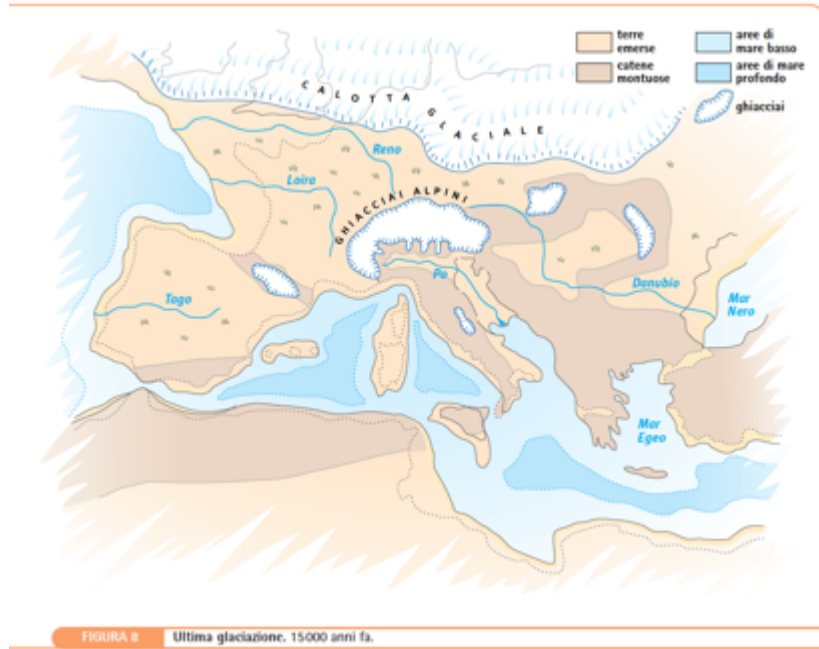 terre
emerse
catene
montuose
aree di
mare basso
aree di mare
profondo
ghiacciai
CALOTTA GLACIALE
Reno
Loira
GHIACCIAI ALPINI
Po
Danubio
Mar
Nero
Tago
Mar
Egeo
FIGURA 8 Ultima glaciazione. 15000 anni fa.